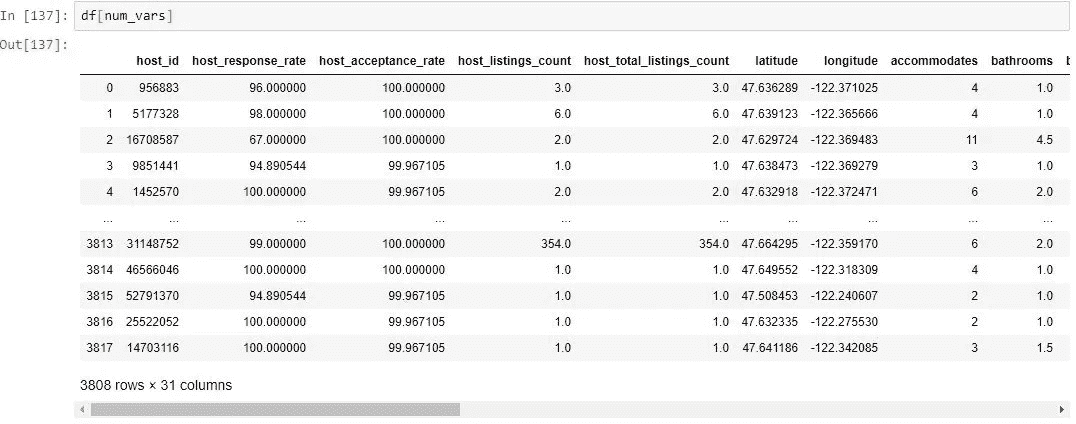 In [137]: df[num_vars]
Out[137]:
host_id host_response_rate host_acceptance_rate host_listings_count host_total_listings_count latitude longitude accommodates bathrooms b
0 956883 96.000000 100.000000 3.0 3.0 47.636289 -122.371025 4 1.0
1 5177328 98.000000 100.000000 6.0 6.0 47.639123 -122.365666 4 1.0
2 16708587 67.000000 100.000000 2.0 2.0 47.629724 -122.369483 11 4.5
3 9851441 94.890544 99.967105 1.0 1.0 47.638473 -122.369279 3 1.0
4 1452570 100.000000 99.967105 2.0 2.0 47.632918 -122.372471 6 2.0
... ... ... ... ... ... ... ... ... ...
3813 31148752 99.000000 100.000000 354.0 354.0 47.664295 -122.359170 6 2.0
3814 46566046 100.000000 100.000000 1.0 1.0 47.649552 -122.318309 4 1.0
3815 52791370 94.890544 99.967105 1.0 1.0 47.508453 -122.240607 2 1.0
3816 25522052 100.000000 99.967105 1.0 1.0 47.632335 -122.275530 2 1.0
3817 14703116 100.000000 99.967105 1.0 1.0 47.641186 -122.342085 3 1.5
3808 rows × 31 columns